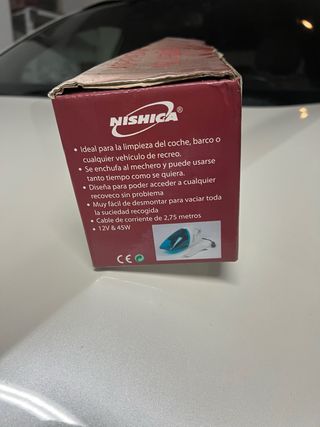 NISHICA®
• Ideal para la limpieza del coche, barco o
cualquier vehiculo de recreo.
• Se enchufa al mechero y puede usarse
tanto tiempo como se quiera.
• Diseña para poder acceder a cualquier
recoveco sin problema
• Muy fácil de desmontar para vaciar toda
la suciedad recogida
• Cable de corriente de 2,75 metros
• 12V & 45W
CE